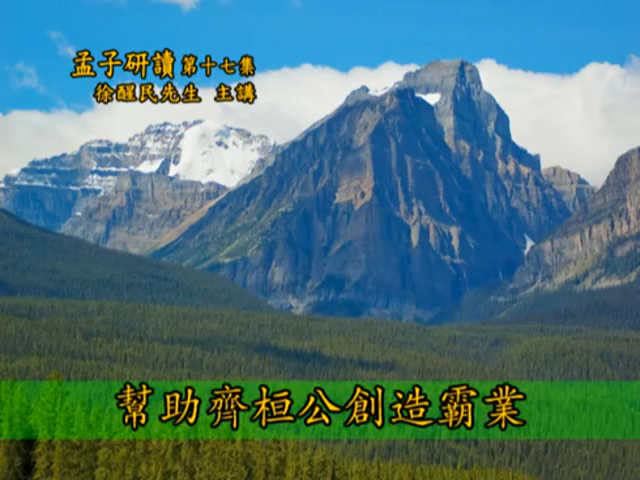 孟子研讀 第十七集
徐醒民先生 主講
幫助齊桓公創造霸業